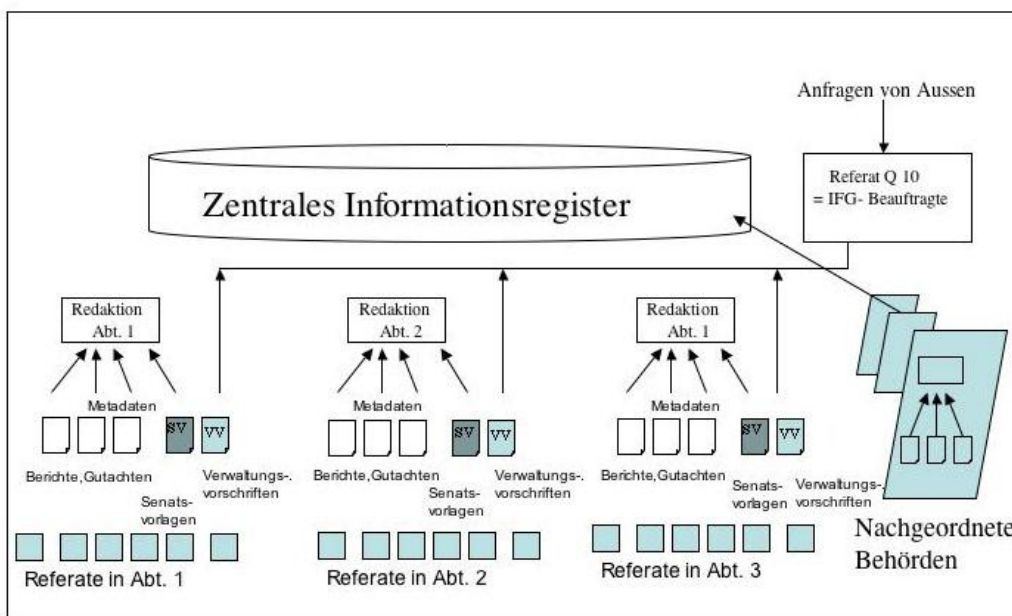 Anfragen von Aussen
Zentrales Informationsregister
Referat Q 10
= IFG- Beauftragte
Redaktion
Abt. 1
Redaktion
Abt. 2
Redaktion
Abt. 1
Metadaten
Metadaten
Metadaten
SV
VV
SV
VV
SV
VV
Berichte,Gutachten
Verwaltungs-.
vorschriften
Berichte,Gutachten
Verwaltungs-.
vorschriften
Berichte,Gutachten
Verwaltungs-.
vorschriften
Senats-
vorlagen
Senats-
vorlagen
Senats-
vorlagen
Nachgeordnete
Behörden
Referate in Abt. 1
Referate in Abt. 2
Referate in Abt. 3